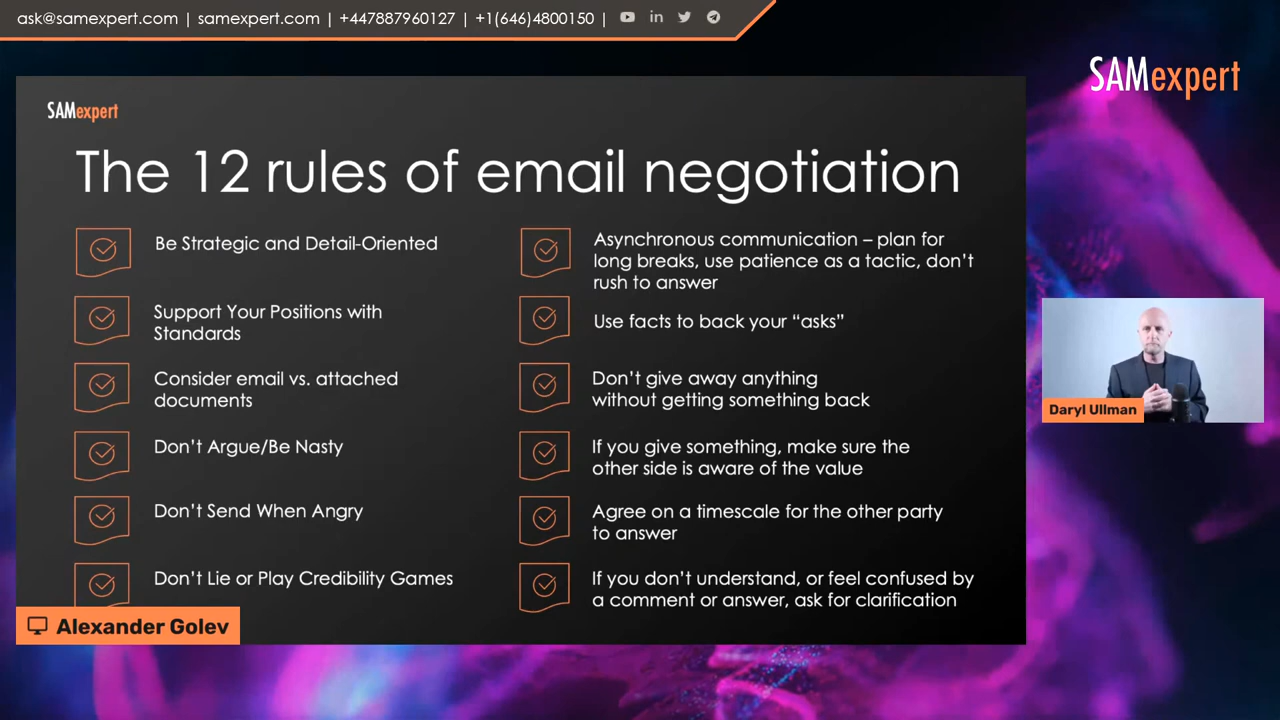 ask@samexpert.com | samexpert.com | +447887960127 | +1(646)4800150 |
SAMexpert
SAMexpert
The 12 rules of email negotiation
Be Strategic and Detail-Oriented
Support Your Positions with
Standards
Consider email vs. attached
documents
Don't Argue/Be Nasty
Don't Send When Angry
Don't Lie or Play Credibility Games
Asynchronous communication – plan for
long breaks, use patience as a tactic, don't
rush to answer
Use facts to back your “asks”
Don't give away anything
without getting something back
If you give something, make sure the
other side is aware of the value
Agree on a timescale for the other party
to answer
If you don't understand, or feel confused by
a comment or answer, ask for clarification
Daryl Ullman
Alexander Golev